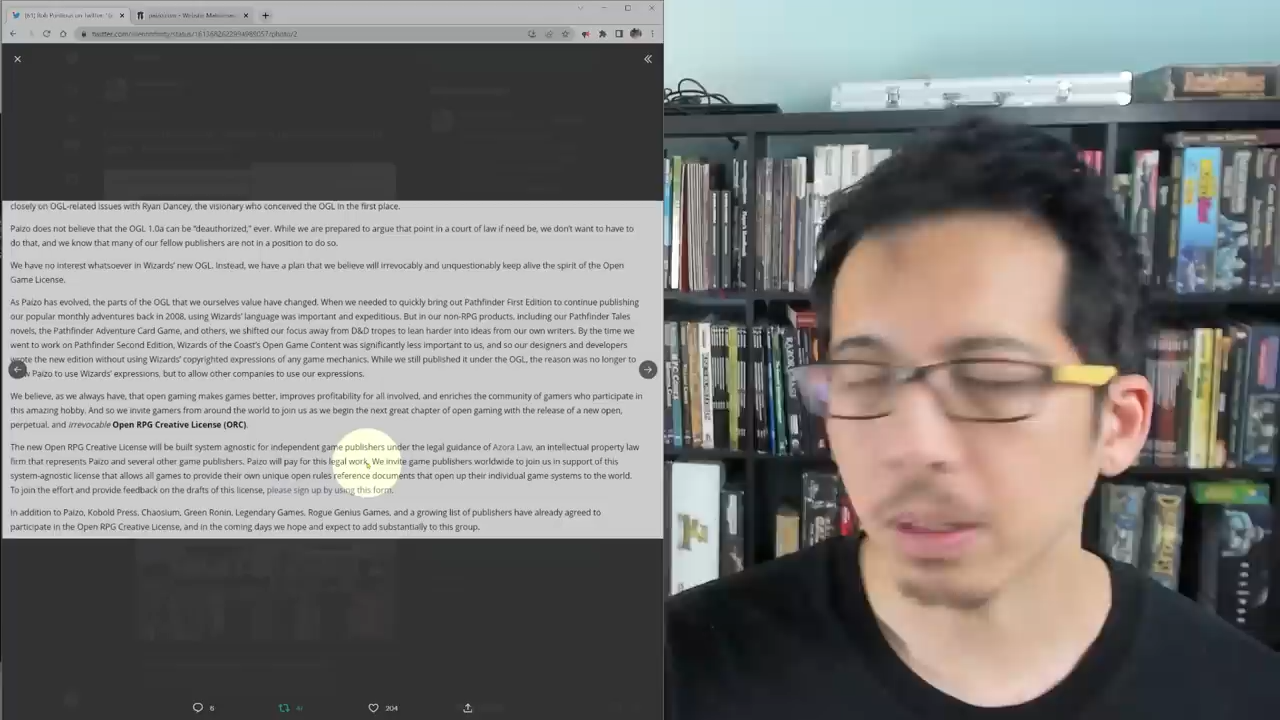 [6] Rob Pontious on Twitter: "
paizo.com - Website Maintenanc
closely on OGL-related issues with Ryan Dancey, the visionary who conceived the OGL in the first place.
Paizo does not believe that the OGL 1.0a can be "deauthorized," ever. While we are prepared to argue that point in a court of law if need be, we don't want to have to
do that, and we know that many of our fellow publishers are not in a position to do so.
We have no interest whatsoever in Wizards' new OGL. Instead, we have a plan that we believe will irrevocably and unquestionably keep alive the spirit of the Open
Game License.
As Paizo has evolved, the parts of the OGL that we ourselves value have changed. When we needed to quickly bring out Pathfinder First Edition to continue publishing
our popular monthly adventures back in 2008, using Wizards' language was important and expeditious. But in our non-RPG products, including our Pathfinder Tales
novels, the Pathfinder Adventure Card Game, and others, we shifted our focus away from D&D tropes to lean harder into ideas from our own writers. By the time we
went to work on Pathfinder Second Edition, Wizards of the Coast's Open Game Content was significantly less important to us, and so our designers and developers
wrote the new edition without using Wizards' copyrighted expressions of any game mechanics. While we still published it under the OGL, the reason was no longer to
Paizo to use Wizards' expressions, but to allow other companies to use our expressions.
We believe, as we always have, that open gaming makes games better, improves profitability for all involved, and enriches the community of gamers who participate in
this amazing hobby. And so we invite gamers from around the world to join us as we begin the next great chapter of open gaming with the release of a new open,
perpetual, and irrevocable Open RPG Creative License (ORC).
The new Open RPG Creative License will be built system agnostic for independent game publishers under the legal guidance of Azora Law, an intellectual property law
firm that represents Paizo and several other game publishers. Paizo will pay for this legal work. We invite game publishers worldwide to join us in support of this
system-agnostic license that allows all games to provide their own unique open rules reference documents that open up their individual game systems to the world.
To join the effort and provide feedback on the drafts of this license, please sign up by using this form.
In addition to Paizo, Kobold Press, Chaosium, Green Ronin, Legendary Games, Rogue Genius Games, and a growing list of publishers have already agreed to
participate in the Open RPG Creative License, and in the coming days we hope and expect to add substantially to this group.
6
204